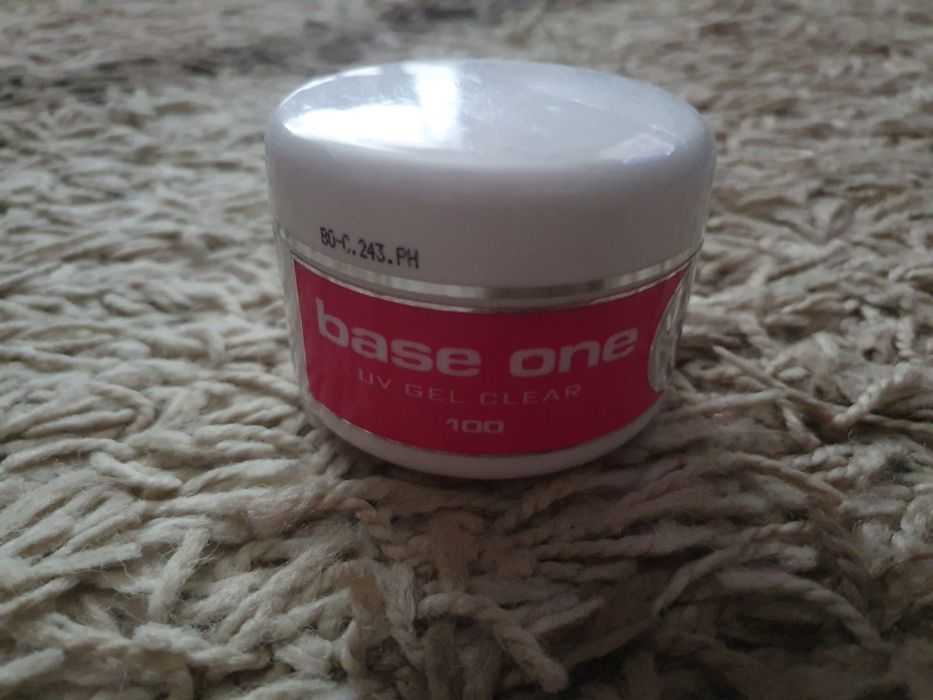 BO-C.243.PH
base one
UV GEL CLEAR
100